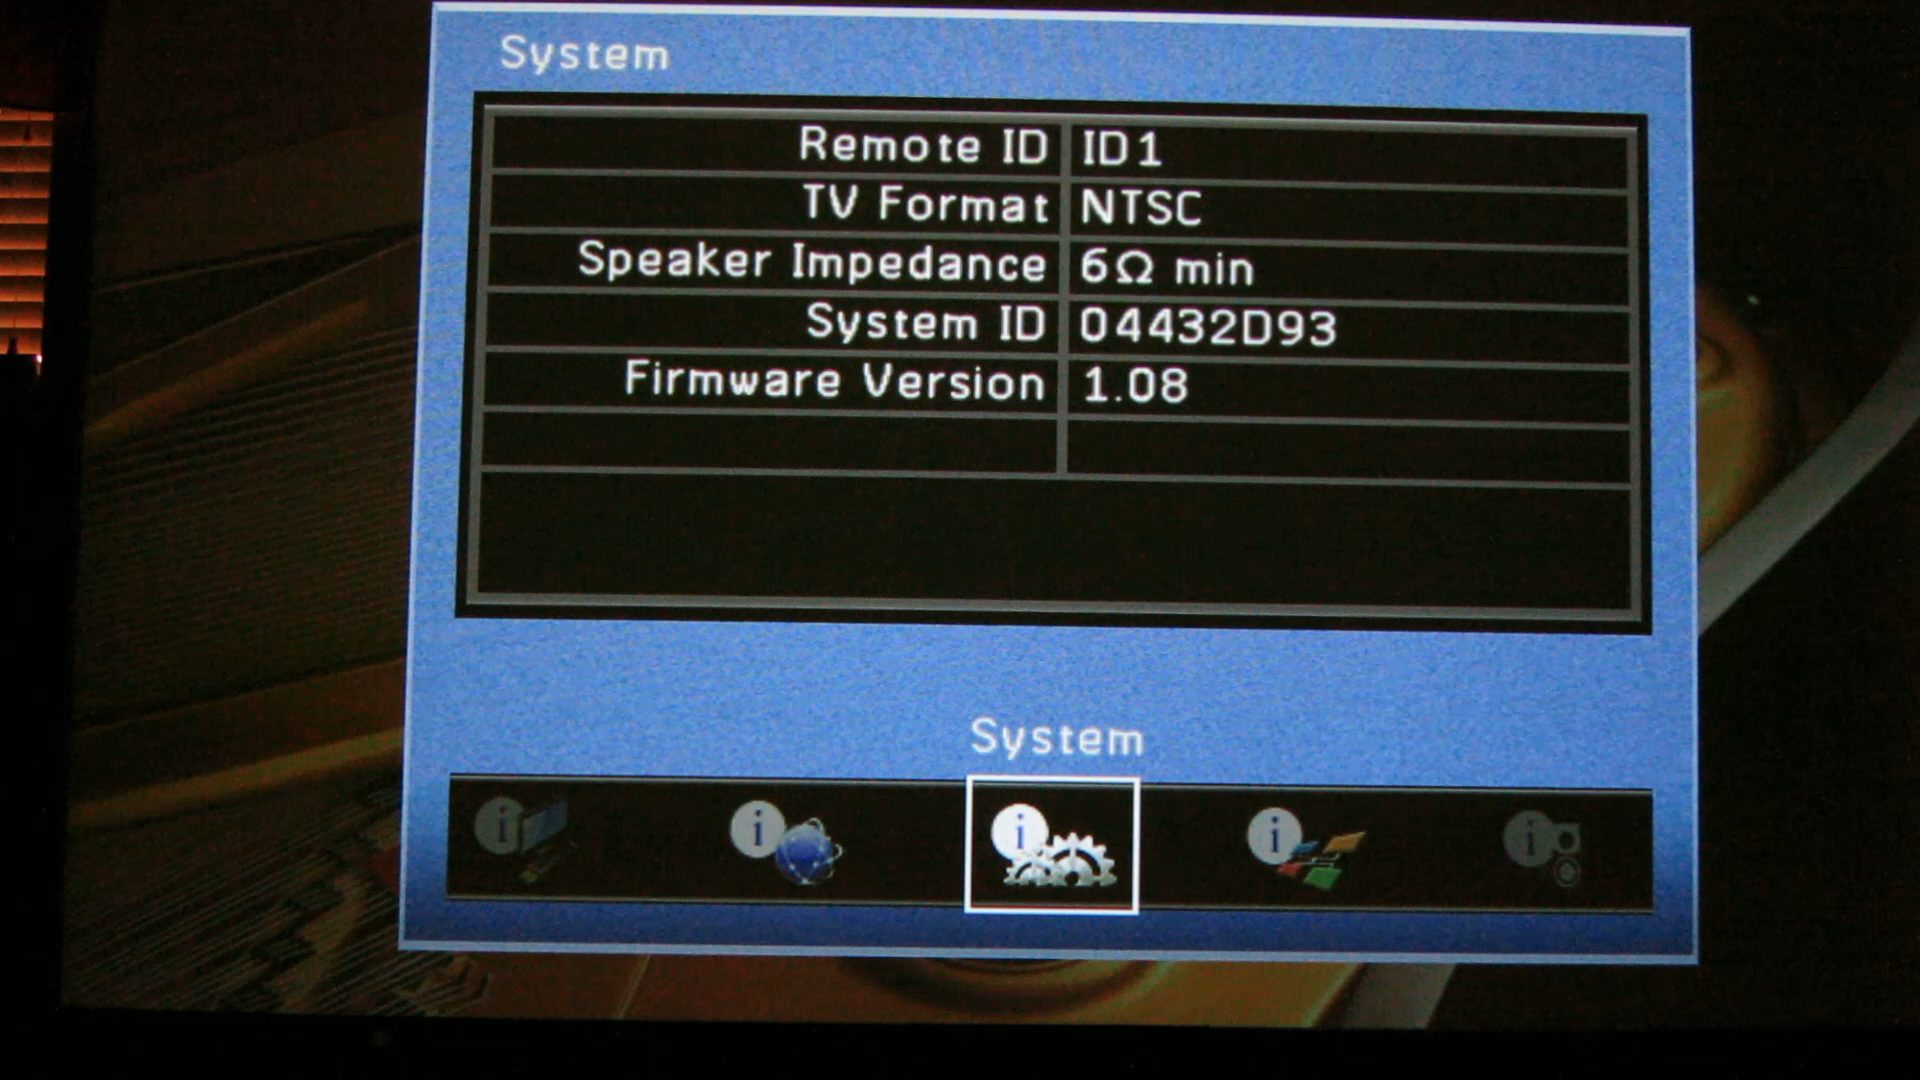 System
Remote ID ID1
TV Format NTSC
Speaker Impedance 6Ω min
System ID 04432D93
Firmware Version 1.08
System
i i i i i